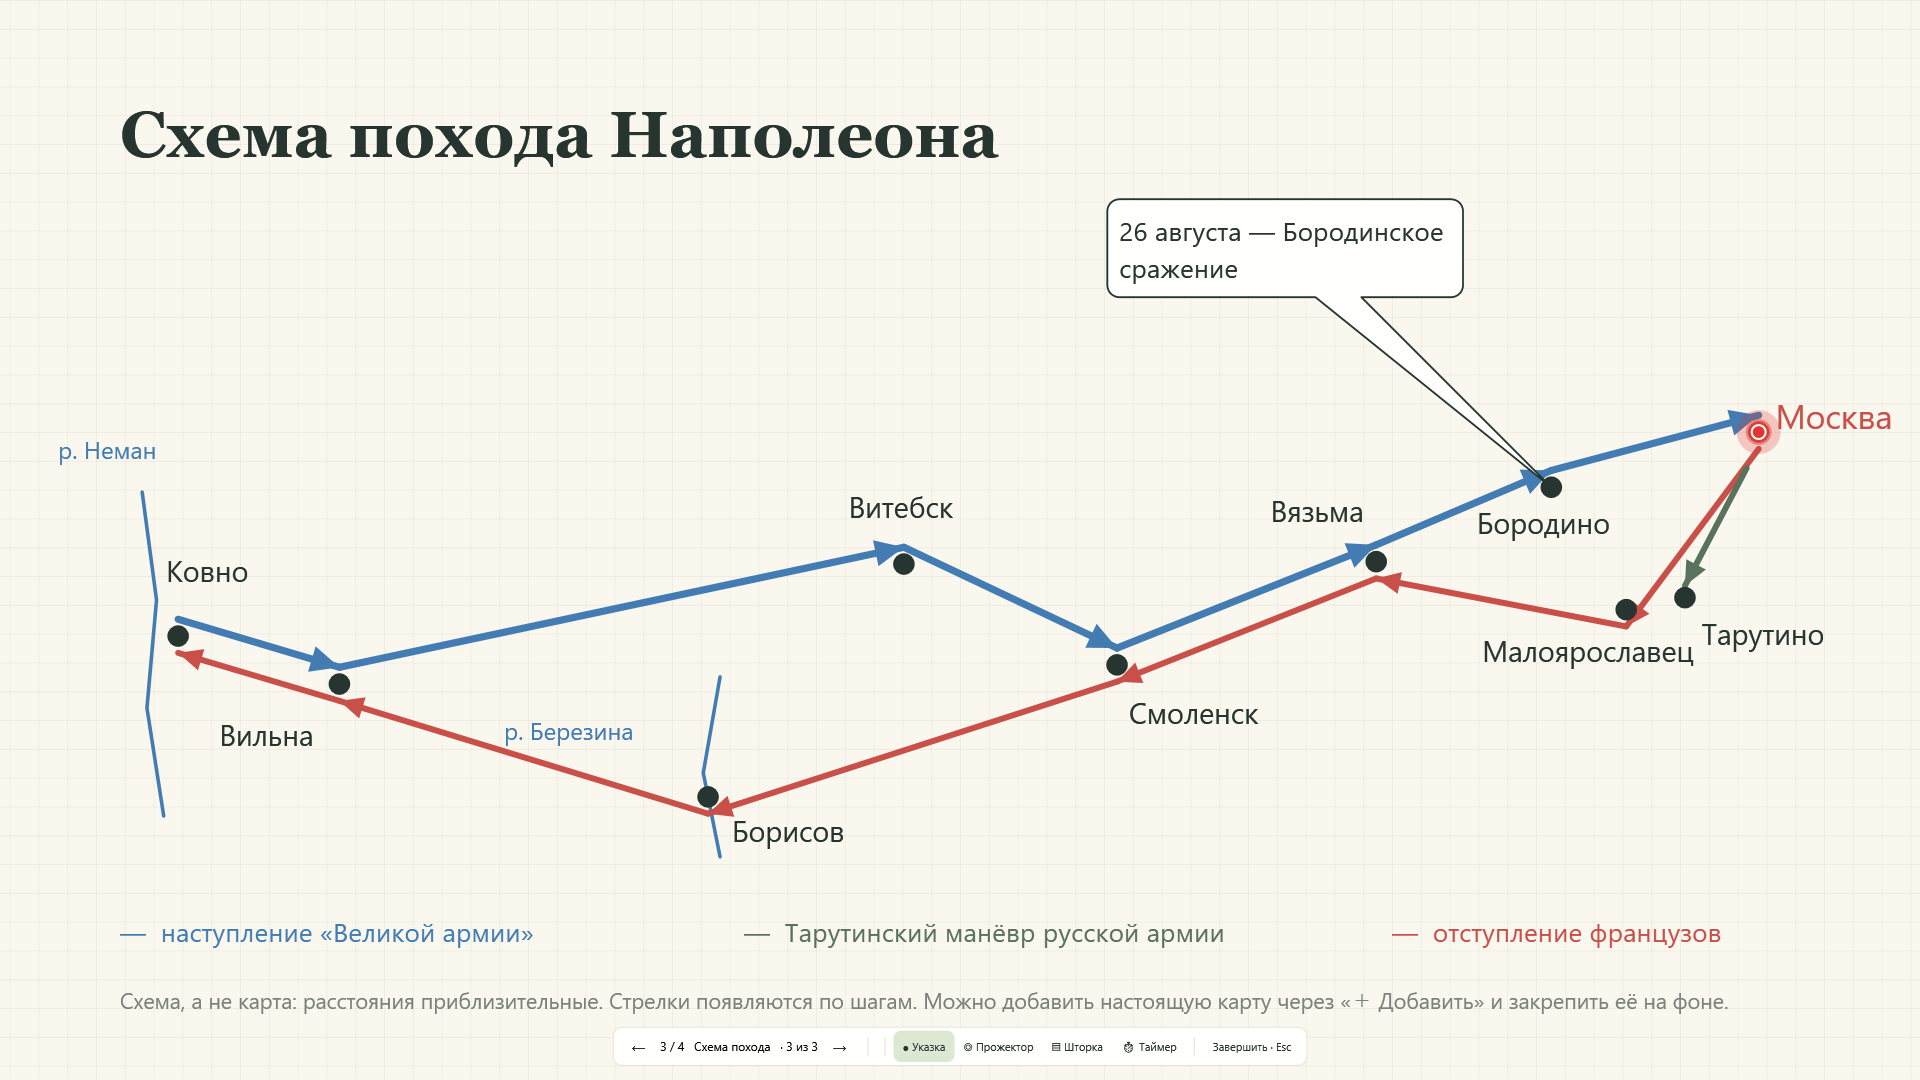 Схема похода Наполеона
26 августа — Бородинское
сражение
Москва
р. Неман
Витебск
Вязьма
Бородино
Ковно
Тарутино
Малоярославец
Смоленск
Вильна
р. Березина
Борисов
— наступление «Великой армии»
— Тарутинский манёвр русской армии
— отступление французов
Схема, а не карта: расстояния приблизительные. Стрелки появляются по шагам. Можно добавить настоящую карту через «＋ Добавить» и закрепить её на фоне.
← 3 / 4 Схема похода · 3 из 3 → ● Указка ◎ Прожектор ▤ Шторка ⏱ Таймер Завершить · Esc